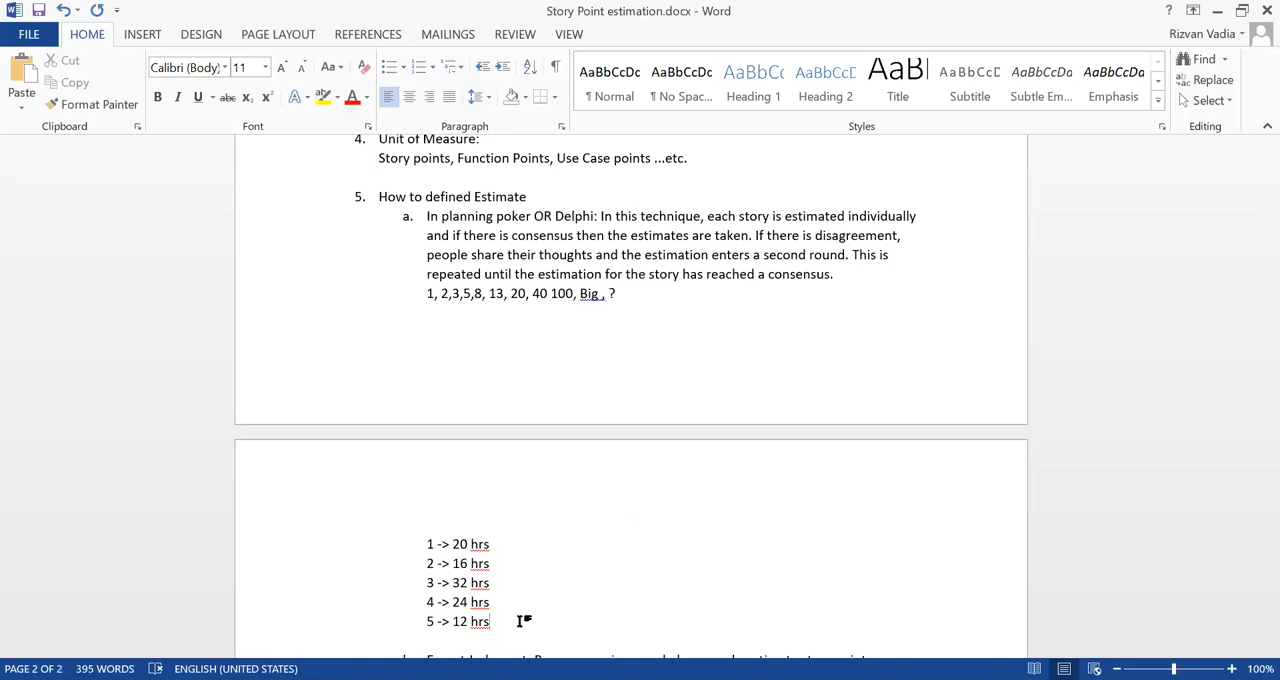 Story Point estimation.docx - Word
?
FILE HOME INSERT DESIGN PAGE LAYOUT REFERENCES MAILINGS REVIEW VIEW Rizvan Vadia
Paste
Cut
Copy
Format Painter
Clipboard
Calibri (Body) 11 A A Aa
B I U abc X₂ X² A A
Font
Paragraph
AaBbCcDc AaBbCcDc AaBbCc AaBbCcD AaBl AaBbCcD AaBbCcDa AaBbCcDa
¶ Normal ¶ No Spac... Heading 1 Heading 2 Title Subtitle Subtle Em... Emphasis
Styles
Find
Replace
Select
Editing
4. Unit of Measure:
Story points, Function Points, Use Case points ...etc.
5. How to defined Estimate
a. In planning poker OR Delphi: In this technique, each story is estimated individually
and if there is consensus then the estimates are taken. If there is disagreement,
people share their thoughts and the estimation enters a second round. This is
repeated until the estimation for the story has reached a consensus.
1, 2,3,5,8, 13, 20, 40 100, Big , ?
1 -> 20 hrs
2 -> 16 hrs
3 -> 32 hrs
4 -> 24 hrs
5 -> 12 hrs
PAGE 2 OF 2 395 WORDS ENGLISH (UNITED STATES) 100%